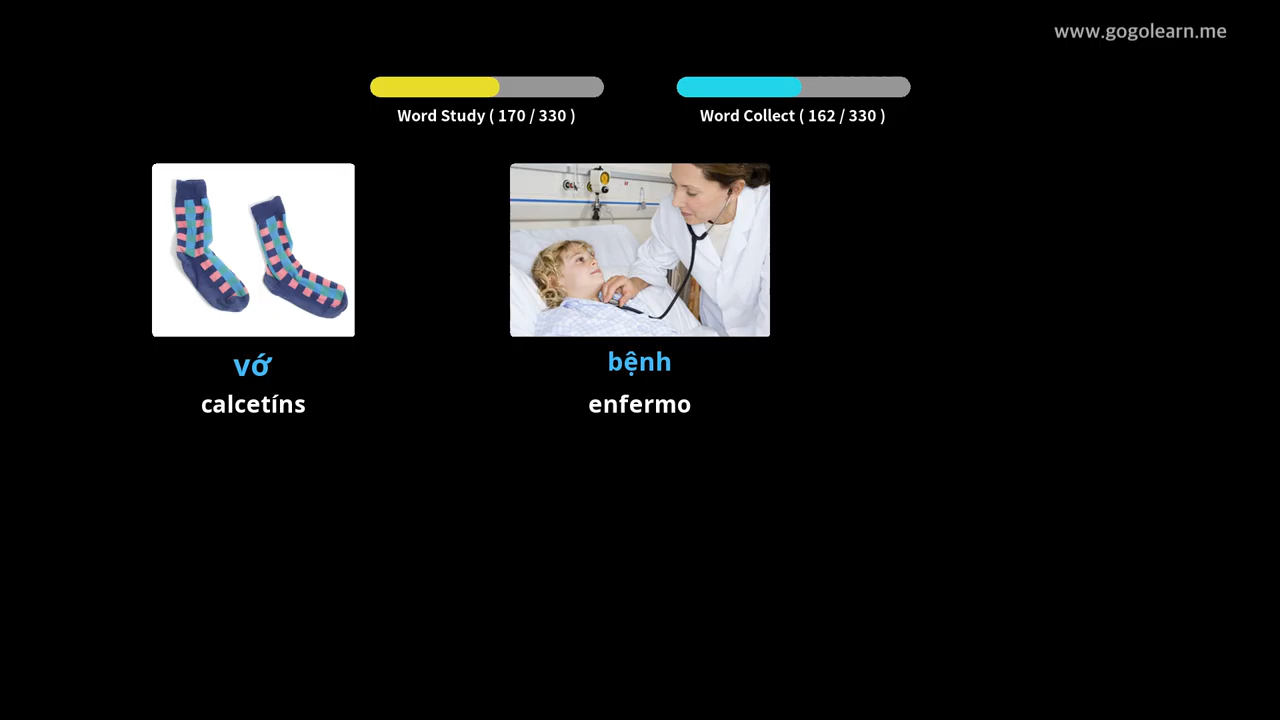 www.gogolearn.me
Word Study ( 170 / 330 )
Word Collect ( 162 / 330 )
vớ
calcetíns
bệnh
enfermo